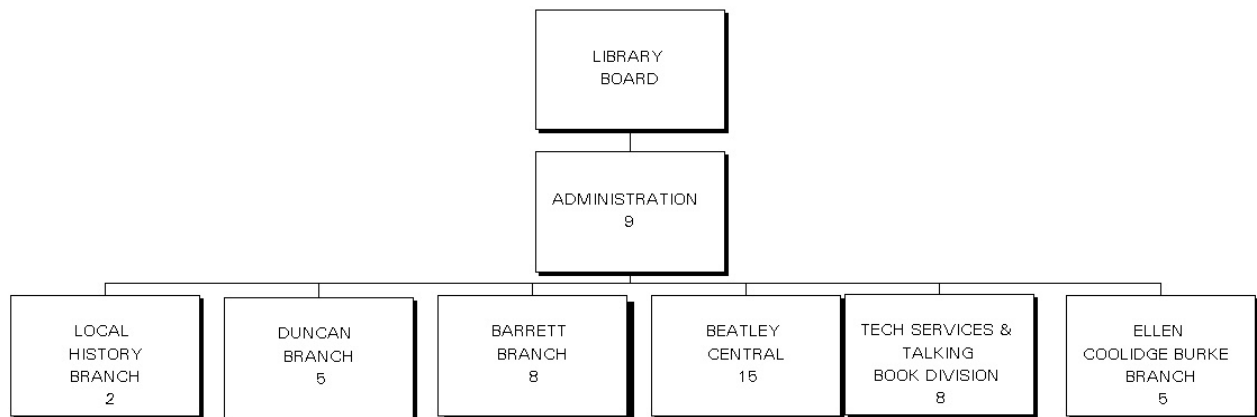 LIBRARY
BOARD
ADMINISTRATION
9
LOCAL
HISTORY
BRANCH
2
DUNCAN
BRANCH
5
BARRETT
BRANCH
8
BEATLEY
CENTRAL
15
TECH SERVICES &
TALKING
BOOK DIVISION
8
ELLEN
COOLIDGE BURKE
BRANCH
5